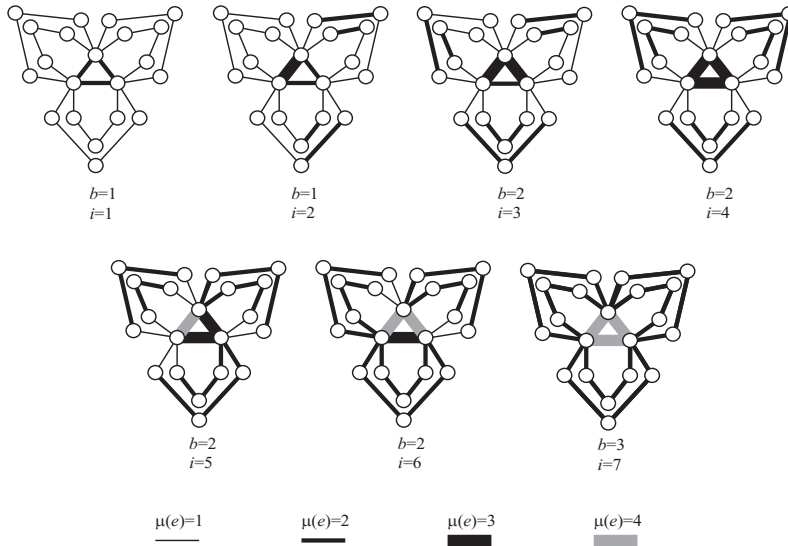 b=1 b=1 b=2 b=2
i=1 i=2 i=3 i=4
b=2 b=2 b=3
i=5 i=6 i=7
μ(e)=1 μ(e)=2 μ(e)=3 μ(e)=4